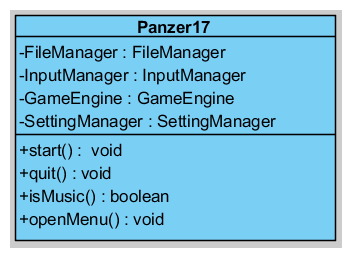 Panzer17
-FileManager : FileManager
-InputManager : InputManager
-GameEngine : GameEngine
-SettingManager : SettingManager
+start() :  void
+quit() : void
+isMusic() : boolean
+openMenu() : void